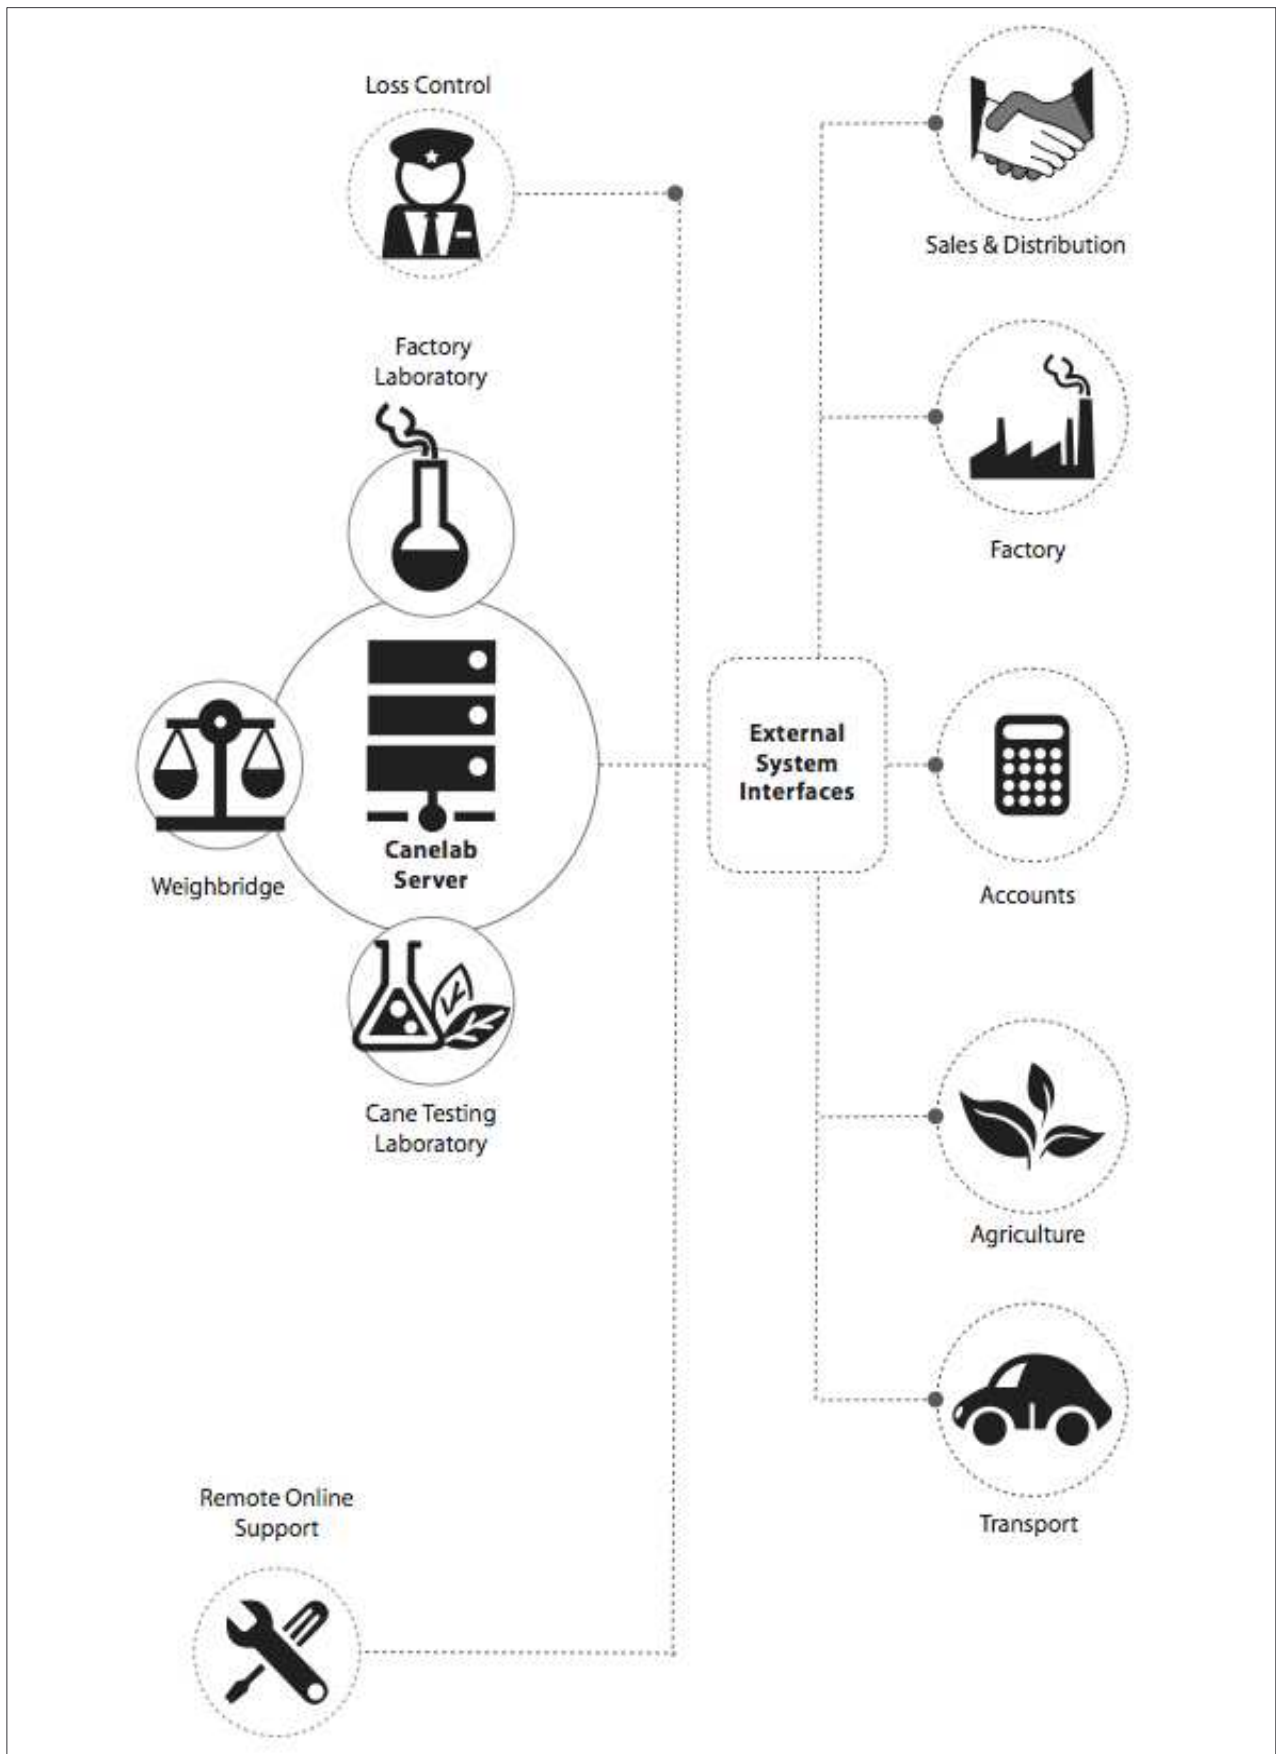 Loss Control
Factory
Laboratory
Canelab
Server
Weighbridge
Cane Testing
Laboratory
Remote Online
Support
External
System
Interfaces
Sales & Distribution
Factory
Accounts
Agriculture
Transport